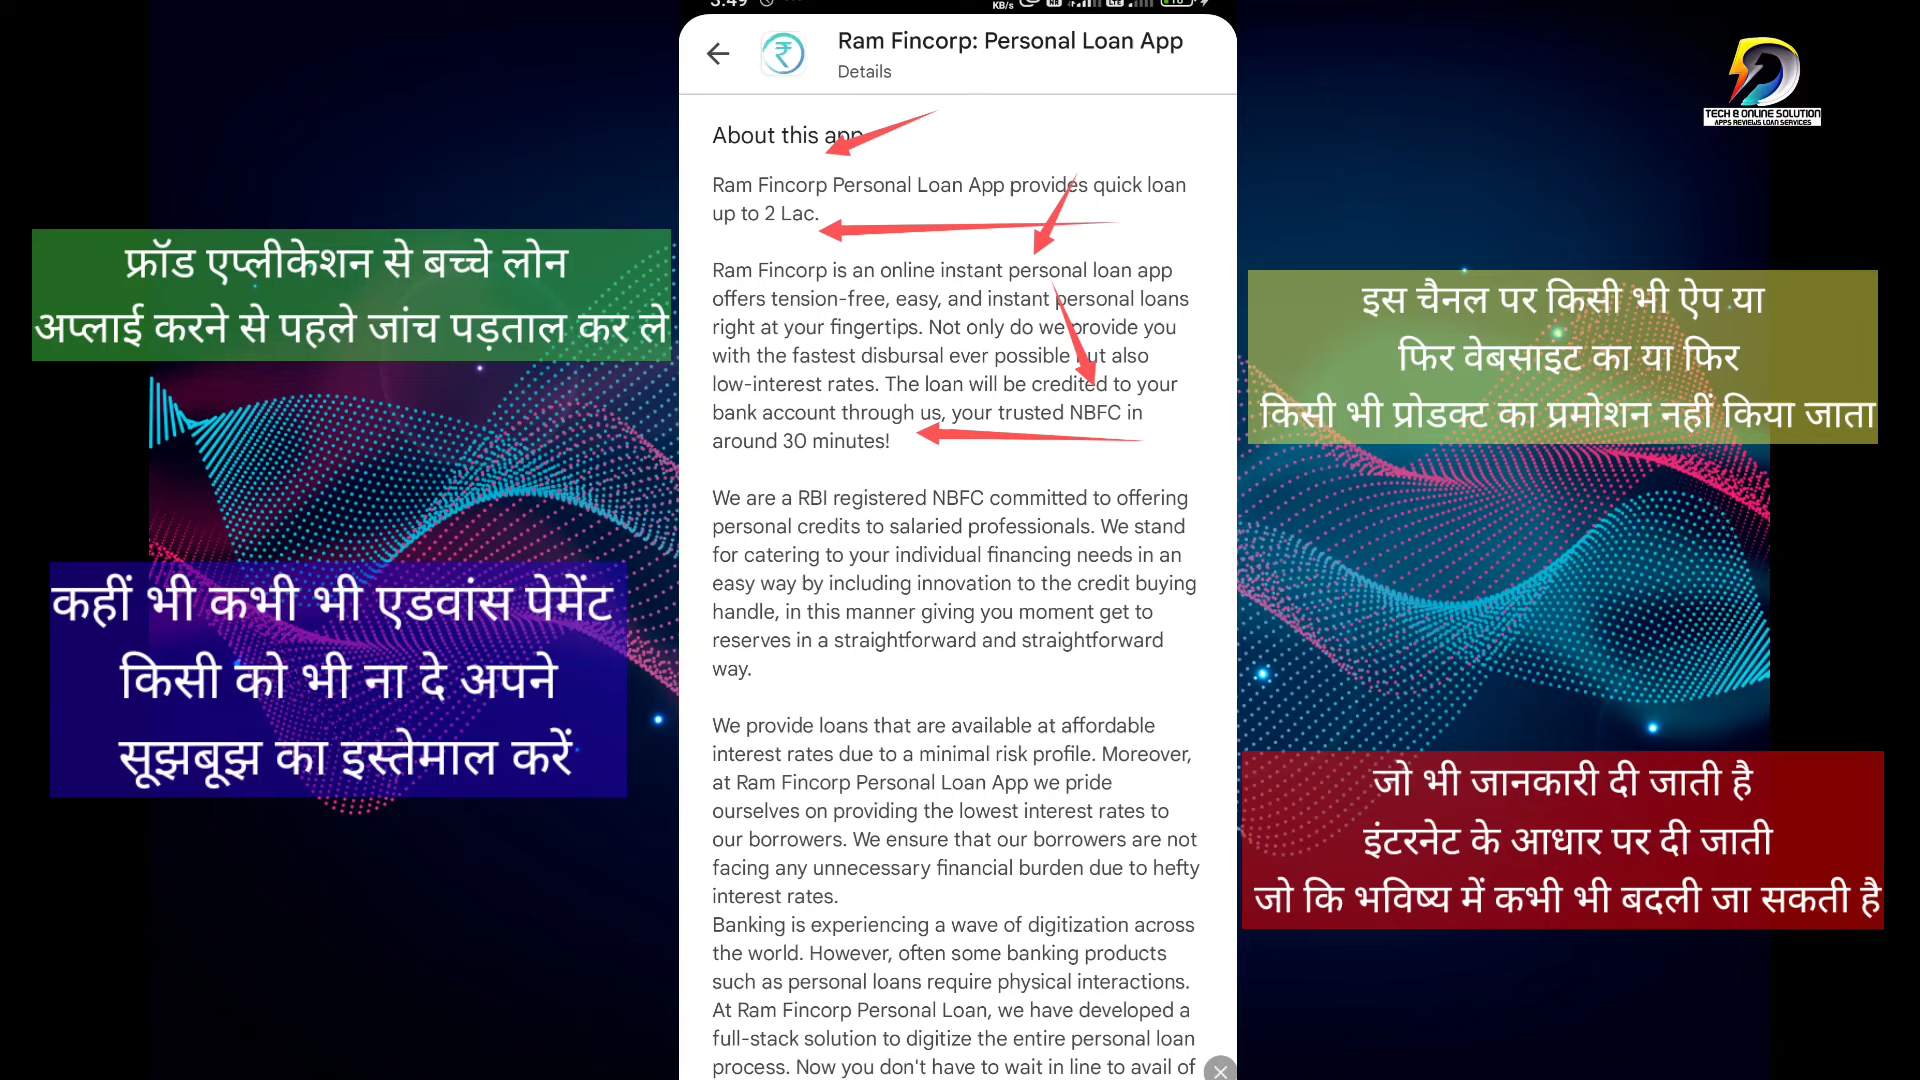 KB/s
Ram Fincorp: Personal Loan App
Details
TECH & ONLINE SOLUTION
APPS REVIEWS LOAN SERVICES
About this app
Ram Fincorp Personal Loan App provides quick loan
up to 2 Lac.
Ram Fincorp is an online instant personal loan app
offers tension-free, easy, and instant personal loans
right at your fingertips. Not only do we provide you
with the fastest disbursal ever possible but also
low-interest rates. The loan will be credited to your
bank account through us, your trusted NBFC in
around 30 minutes!
We are a RBI registered NBFC committed to offering
personal credits to salaried professionals. We stand
for catering to your individual financing needs in an
easy way by including innovation to the credit buying
handle, in this manner giving you moment get to
reserves in a straightforward and straightforward
way.
We provide loans that are available at affordable
interest rates due to a minimal risk profile. Moreover,
at Ram Fincorp Personal Loan App we pride
ourselves on providing the lowest interest rates to
our borrowers. We ensure that our borrowers are not
facing any unnecessary financial burden due to hefty
interest rates.
Banking is experiencing a wave of digitization across
the world. However, often some banking products
such as personal loans require physical interactions.
At Ram Fincorp Personal Loan, we have developed a
full-stack solution to digitize the entire personal loan
process. Now you don't have to wait in line to avail of
फ्रॉड एप्लीकेशन से बच्चे लोन
अप्लाई करने से पहले जांच पड़ताल कर ले
कहीं भी कभी भी एडवांस पेमेंट
किसी को भी ना दे अपने
सूझबूझ का इस्तेमाल करें
इस चैनल पर किसी भी ऐप या
फिर वेबसाइट का या फिर
किसी भी प्रोडक्ट का प्रमोशन नहीं किया जाता
जो भी जानकारी दी जाती है
इंटरनेट के आधार पर दी जाती
जो कि भविष्य में कभी भी बदली जा सकती है